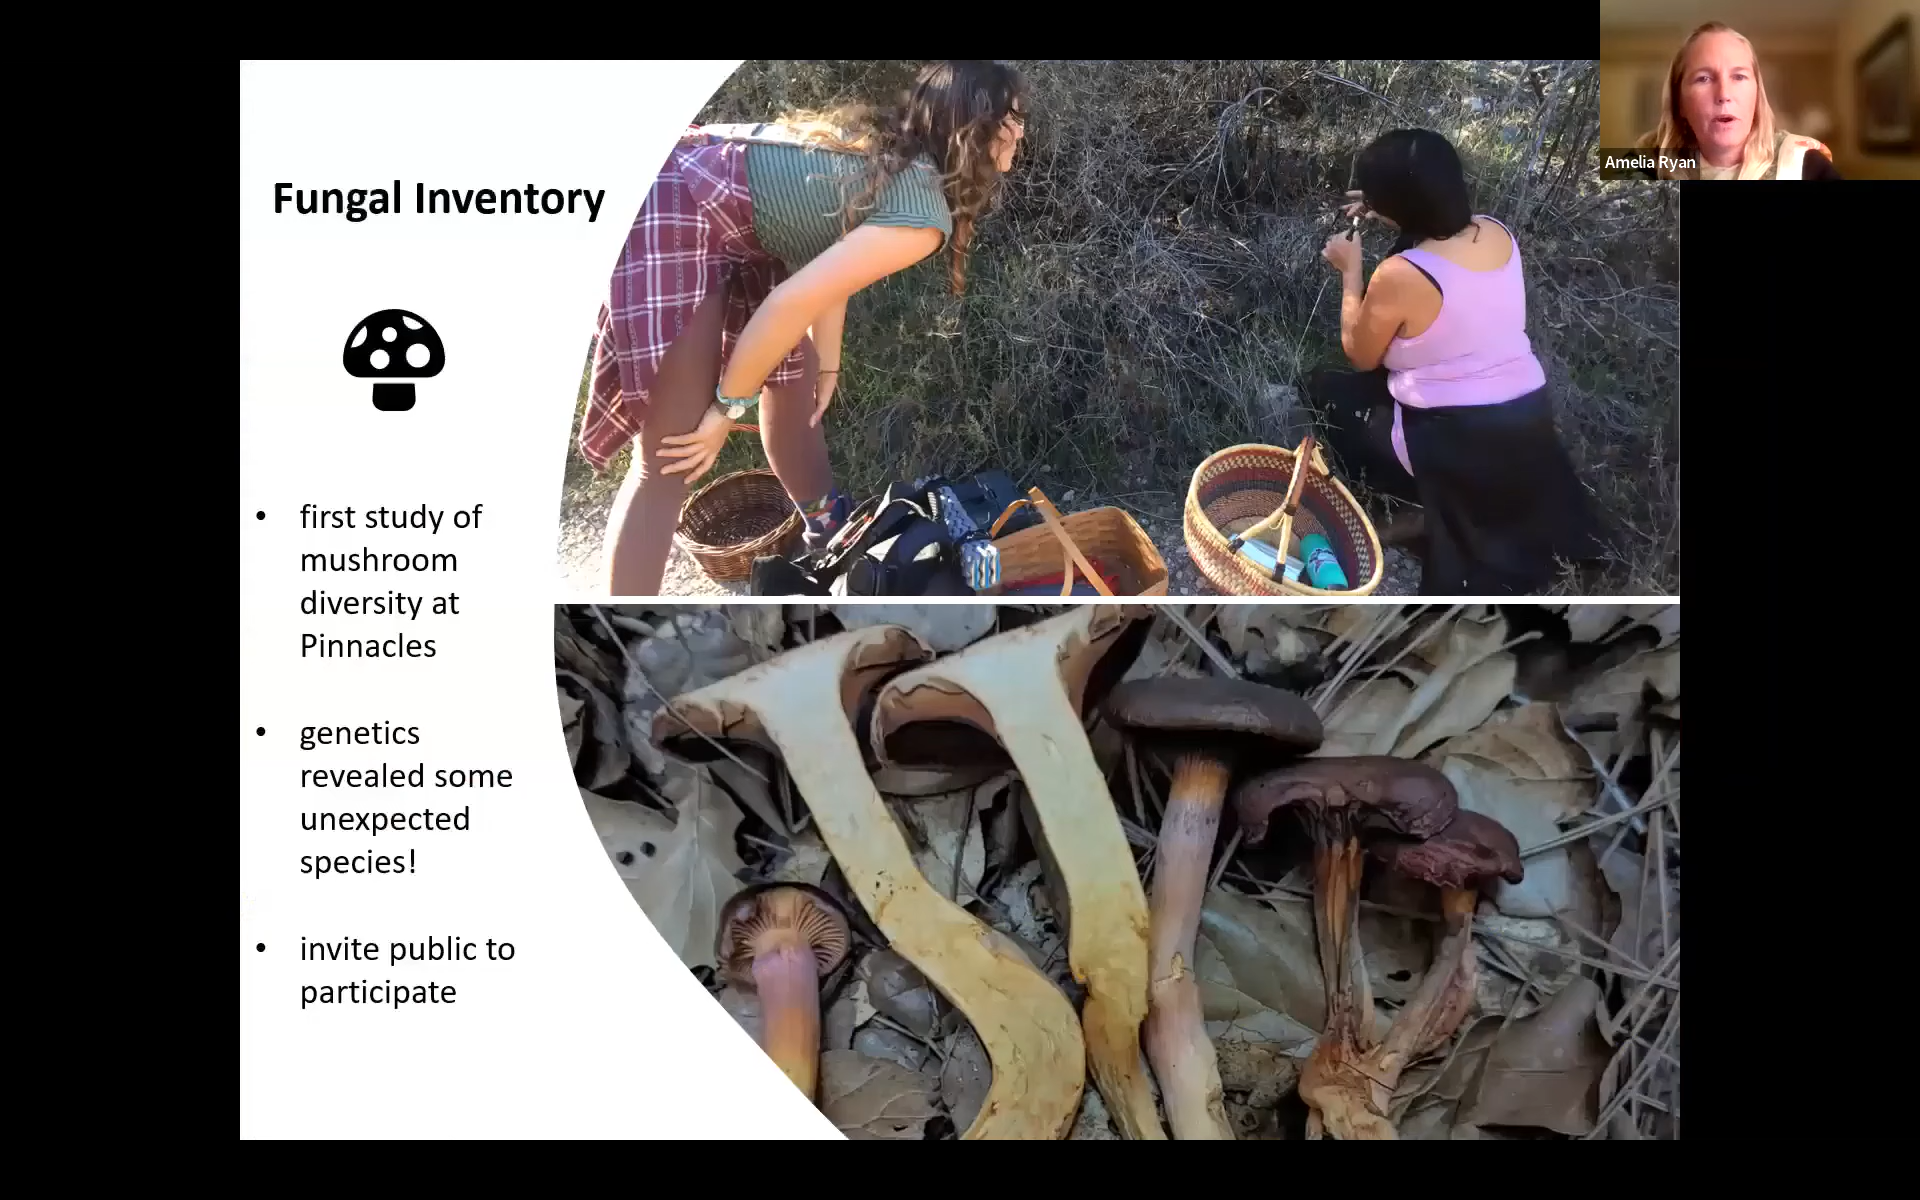 Amelia Ryan
Fungal Inventory
• first study of
mushroom
diversity at
Pinnacles
• genetics
revealed some
unexpected
species!
• invite public to
participate